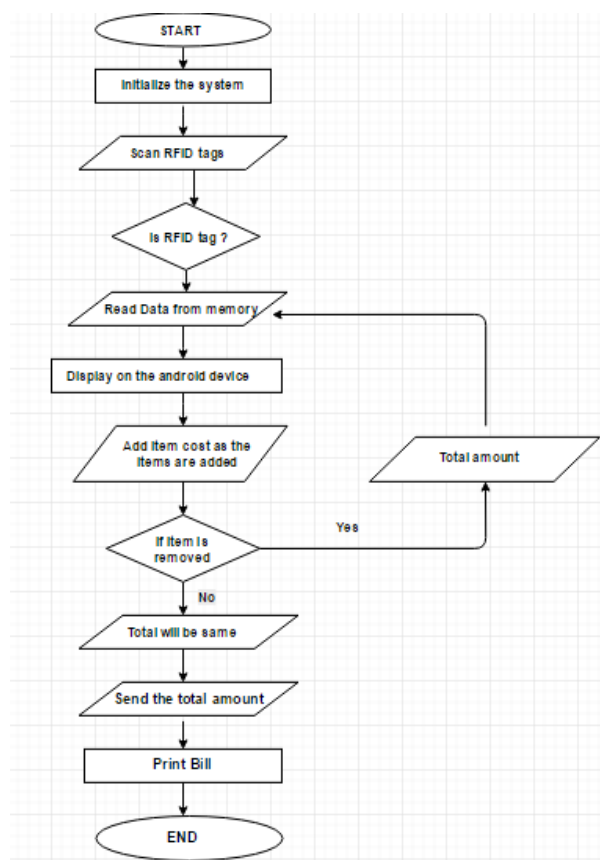 START
Initialize the system
Scan RFID tags
Is RFID tag ?
Read Data from memory
Display on the android device
Add item cost as the
items are added
Total amount
If item is
removed
Yes
No
Total will be same
Send the total amount
Print Bill
END